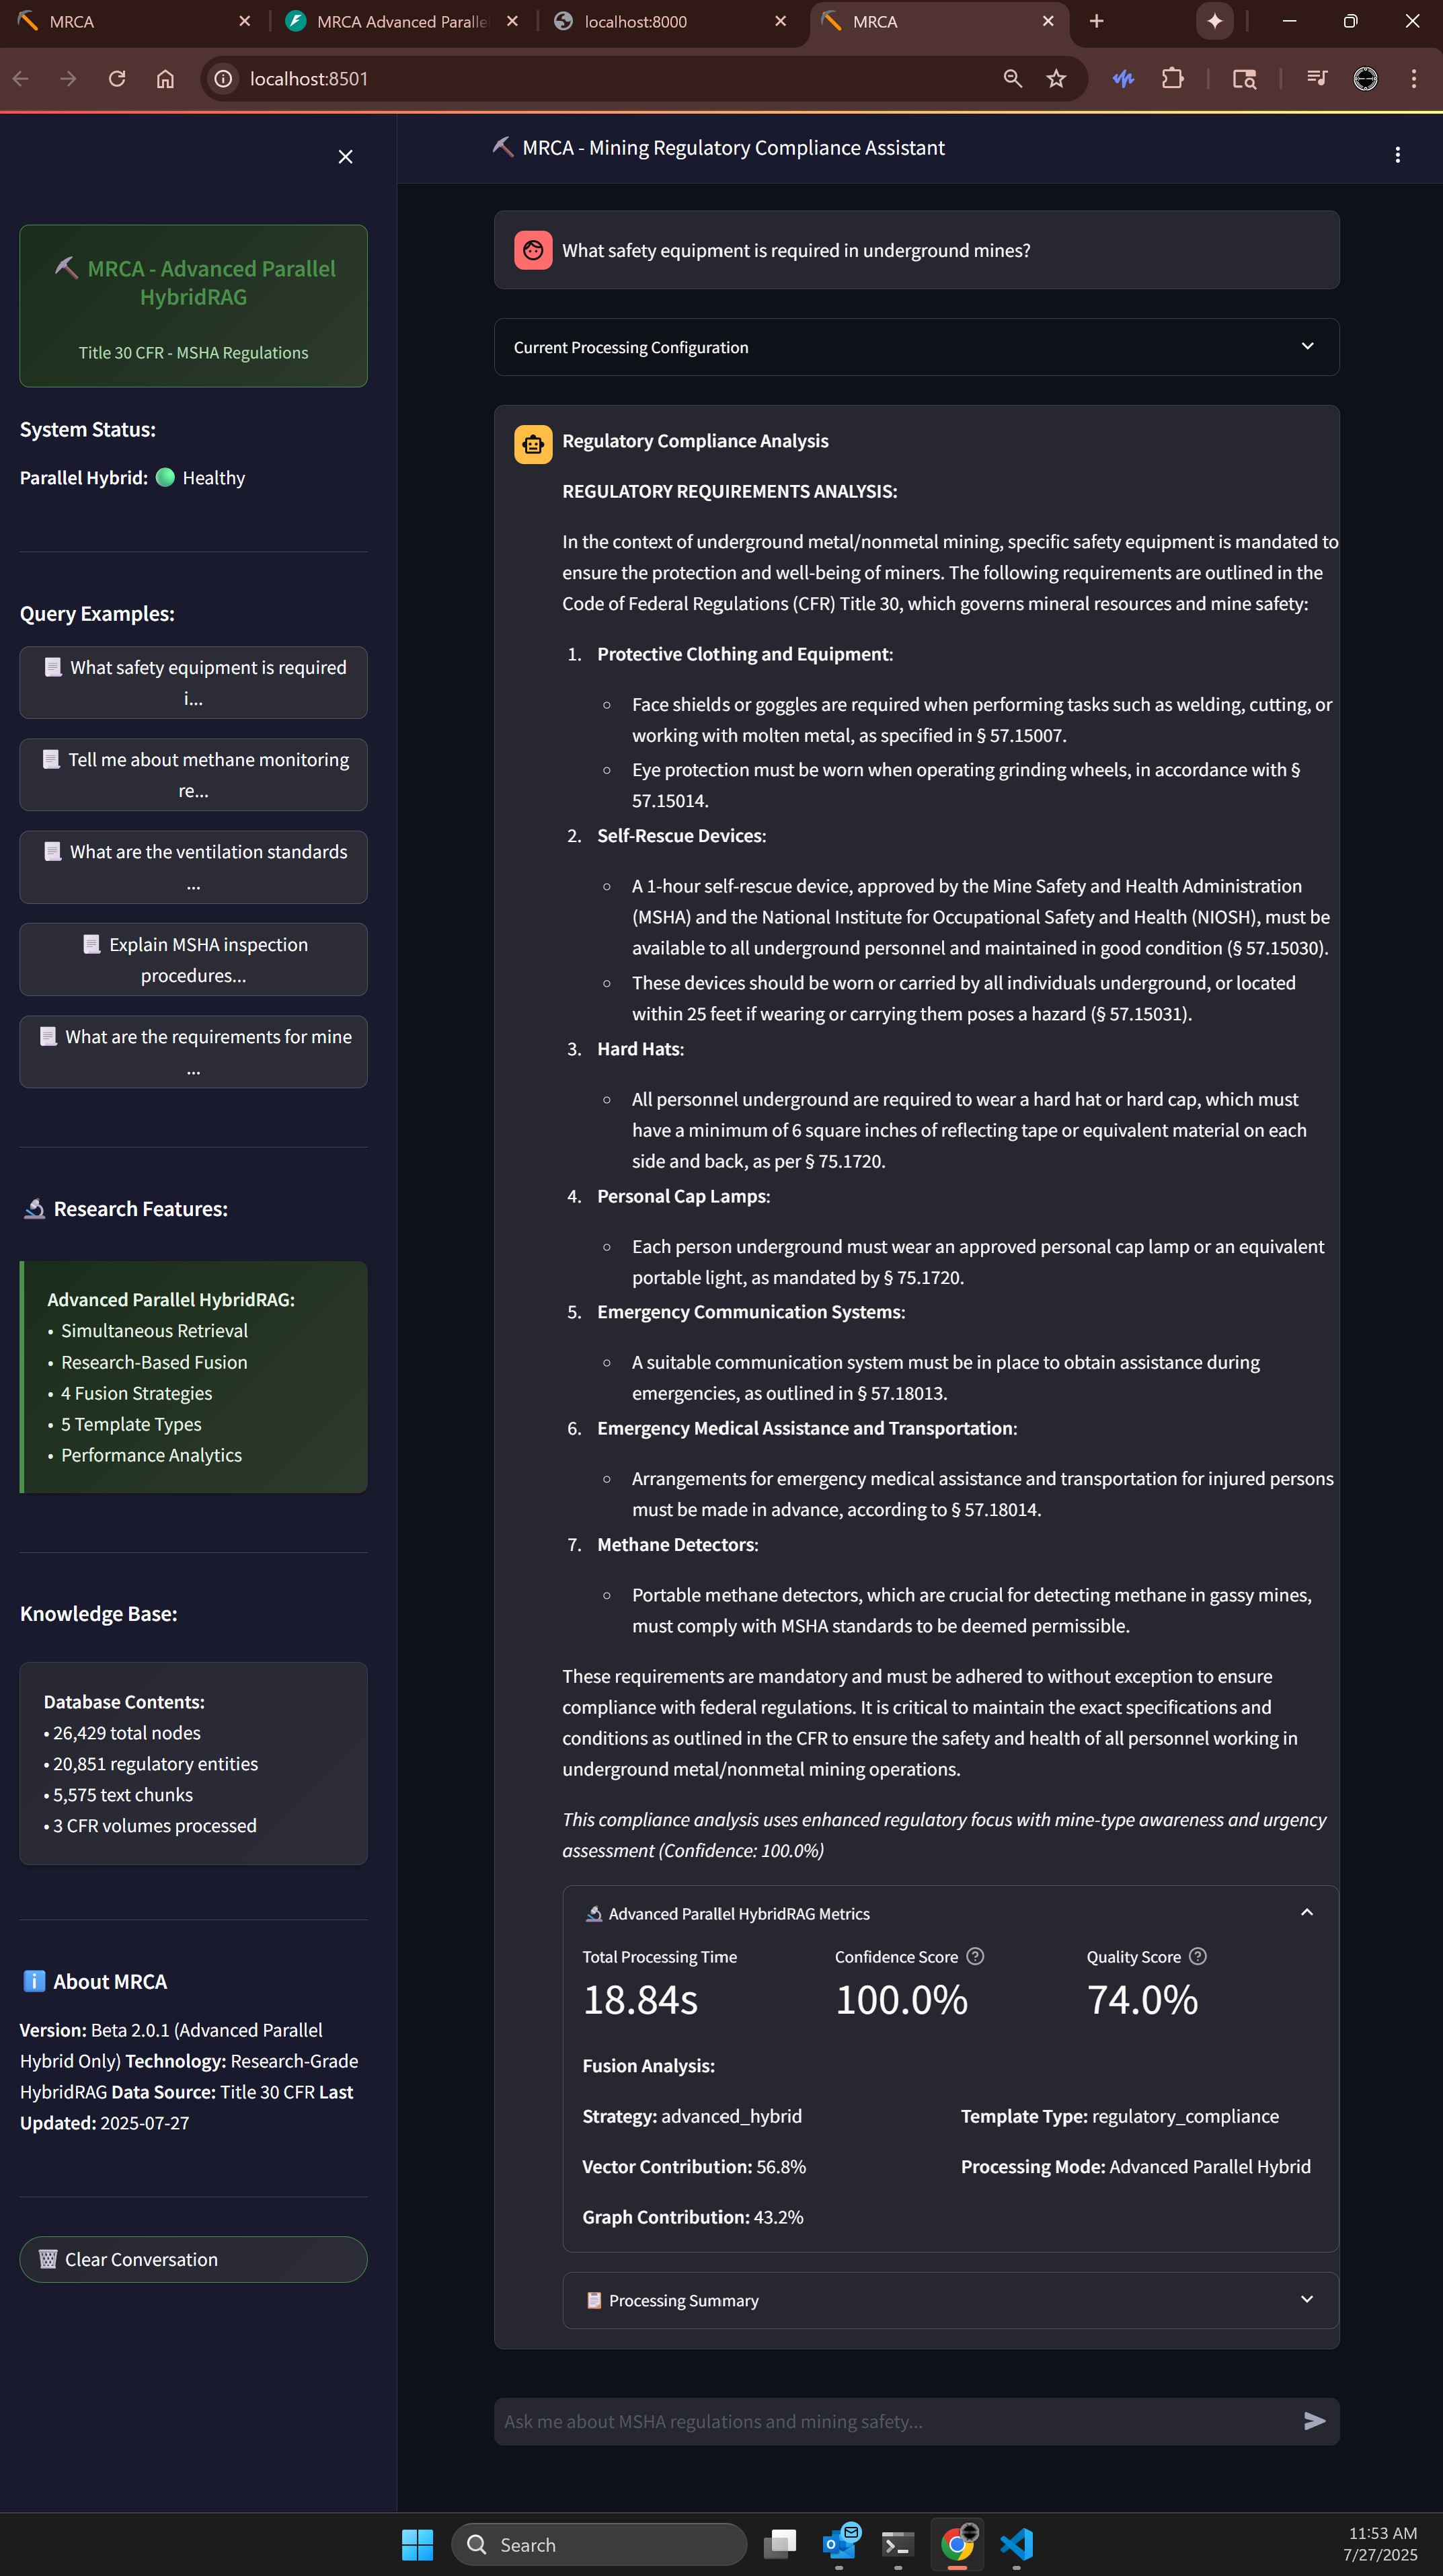 MRCA
MRCA Advanced Paralle
localhost:8000
MRCA
localhost:8501
MRCA - Advanced Parallel
HybridRAG
Title 30 CFR - MSHA Regulations
System Status:
Parallel Hybrid: Healthy
Query Examples:
What safety equipment is required
i...
Tell me about methane monitoring
re...
What are the ventilation standards
...
Explain MSHA inspection
procedures...
What are the requirements for mine
...
Research Features:
Advanced Parallel HybridRAG:
• Simultaneous Retrieval
• Research-Based Fusion
• 4 Fusion Strategies
• 5 Template Types
• Performance Analytics
Knowledge Base:
Database Contents:
• 26,429 total nodes
• 20,851 regulatory entities
• 5,575 text chunks
• 3 CFR volumes processed
About MRCA
Version: Beta 2.0.1 (Advanced Parallel
Hybrid Only) Technology: Research-Grade
HybridRAG Data Source: Title 30 CFR Last
Updated: 2025-07-27
Clear Conversation
MRCA - Mining Regulatory Compliance Assistant
What safety equipment is required in underground mines?
Current Processing Configuration
Regulatory Compliance Analysis
REGULATORY REQUIREMENTS ANALYSIS:
In the context of underground metal/nonmetal mining, specific safety equipment is mandated to
ensure the protection and well-being of miners. The following requirements are outlined in the
Code of Federal Regulations (CFR) Title 30, which governs mineral resources and mine safety:
1. Protective Clothing and Equipment:
○ Face shields or goggles are required when performing tasks such as welding, cutting, or
working with molten metal, as specified in § 57.15007.
○ Eye protection must be worn when operating grinding wheels, in accordance with §
57.15014.
2. Self-Rescue Devices:
○ A 1-hour self-rescue device, approved by the Mine Safety and Health Administration
(MSHA) and the National Institute for Occupational Safety and Health (NIOSH), must be
available to all underground personnel and maintained in good condition (§ 57.15030).
○ These devices should be worn or carried by all individuals underground, or located
within 25 feet if wearing or carrying them poses a hazard (§ 57.15031).
3. Hard Hats:
○ All personnel underground are required to wear a hard hat or hard cap, which must
have a minimum of 6 square inches of reflecting tape or equivalent material on each
side and back, as per § 75.1720.
4. Personal Cap Lamps:
○ Each person underground must wear an approved personal cap lamp or an equivalent
portable light, as mandated by § 75.1720.
5. Emergency Communication Systems:
○ A suitable communication system must be in place to obtain assistance during
emergencies, as outlined in § 57.18013.
6. Emergency Medical Assistance and Transportation:
○ Arrangements for emergency medical assistance and transportation for injured persons
must be made in advance, according to § 57.18014.
7. Methane Detectors:
○ Portable methane detectors, which are crucial for detecting methane in gassy mines,
must comply with MSHA standards to be deemed permissible.
These requirements are mandatory and must be adhered to without exception to ensure
compliance with federal regulations. It is critical to maintain the exact specifications and
conditions as outlined in the CFR to ensure the safety and health of all personnel working in
underground metal/nonmetal mining operations.
This compliance analysis uses enhanced regulatory focus with mine-type awareness and urgency
assessment (Confidence: 100.0%)
Advanced Parallel HybridRAG Metrics
Total Processing Time Confidence Score Quality Score
18.84s 100.0% 74.0%
Fusion Analysis:
Strategy: advanced_hybrid Template Type: regulatory_compliance
Vector Contribution: 56.8% Processing Mode: Advanced Parallel Hybrid
Graph Contribution: 43.2%
Processing Summary
Ask me about MSHA regulations and mining safety...
Search
11:53 AM
7/27/2025